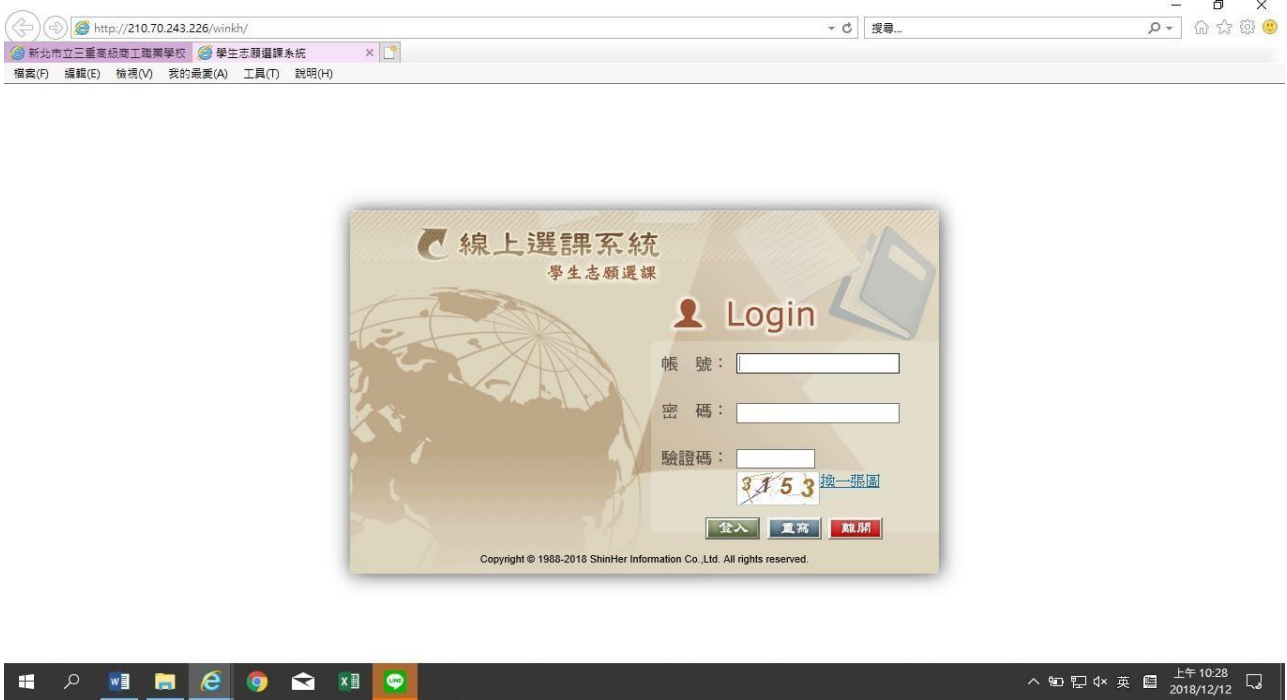 http://210.70.243.226/winkh/
搜尋...
新北市立三重高級商工職業學校
學生志願選課系統
檔案(F) 編輯(E) 檢視(V) 我的最愛(A) 工具(T) 說明(H)
線上選課系統
學生志願選課
Login
帳 號：
密 碼：
驗證碼：
3153 換一張圖
登入 重寫 離開
Copyright © 1988-2018 ShinHer Information Co.,Ltd. All rights reserved.
LINE
英
上午 10:28
2018/12/12